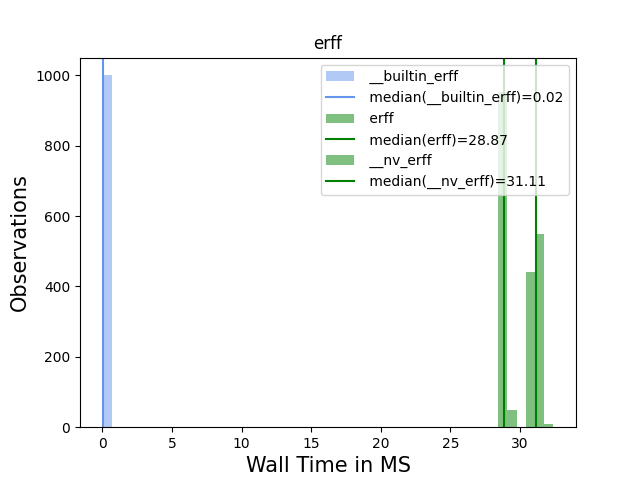 erff
__builtin_erff
median(__builtin_erff)=0.02
erff
median(erff)=28.87
__nv_erff
median(__nv_erff)=31.11
Observations
1000
800
600
400
200
0
0 5 10 15 20 25 30
Wall Time in MS